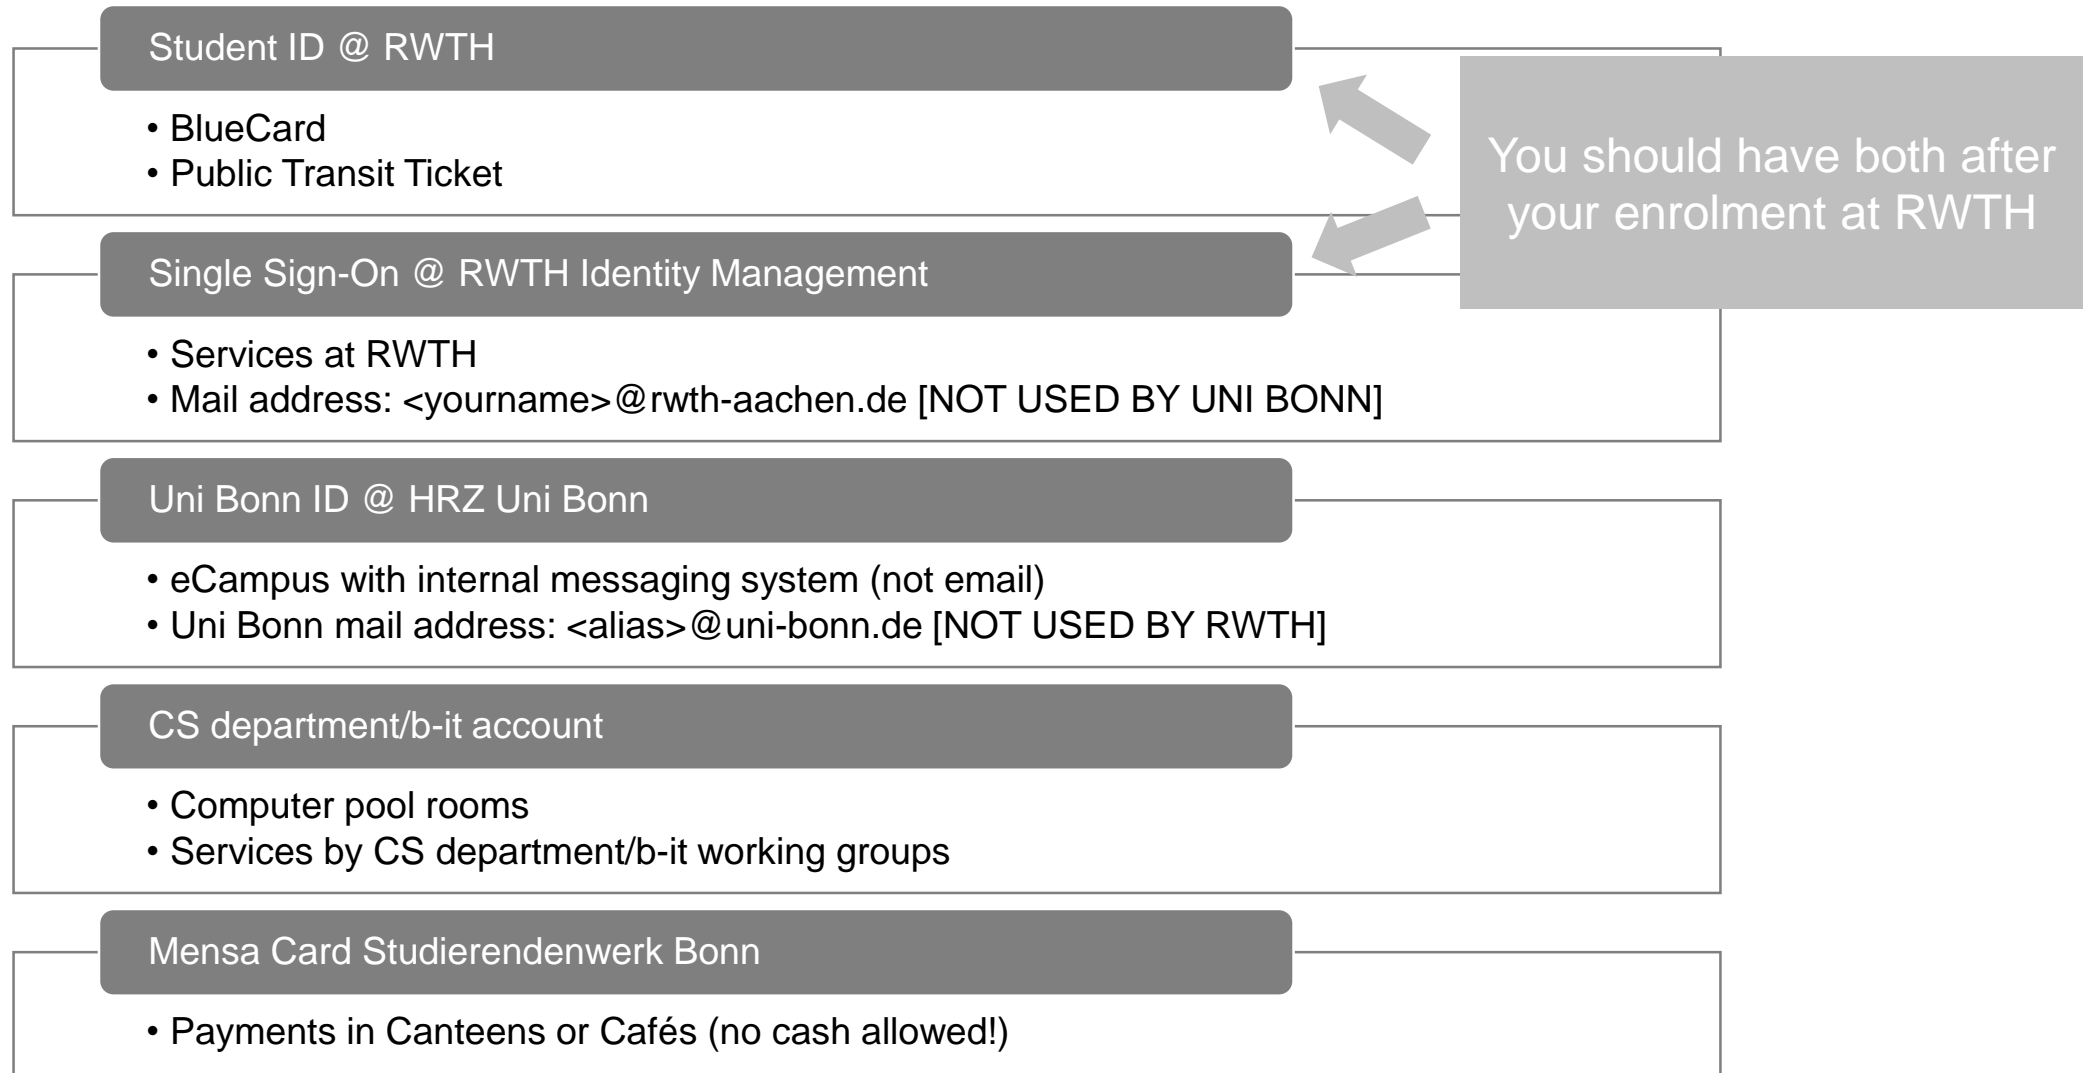 Student ID @ RWTH
• BlueCard
• Public Transit Ticket
You should have both after
your enrolment at RWTH
Single Sign-On @ RWTH Identity Management
• Services at RWTH
• Mail address: <yourname>@rwth-aachen.de [NOT USED BY UNI BONN]
Uni Bonn ID @ HRZ Uni Bonn
• eCampus with internal messaging system (not email)
• Uni Bonn mail address: <alias>@uni-bonn.de [NOT USED BY RWTH]
CS department/b-it account
• Computer pool rooms
• Services by CS department/b-it working groups
Mensa Card Studierendenwerk Bonn
• Payments in Canteens or Cafés (no cash allowed!)